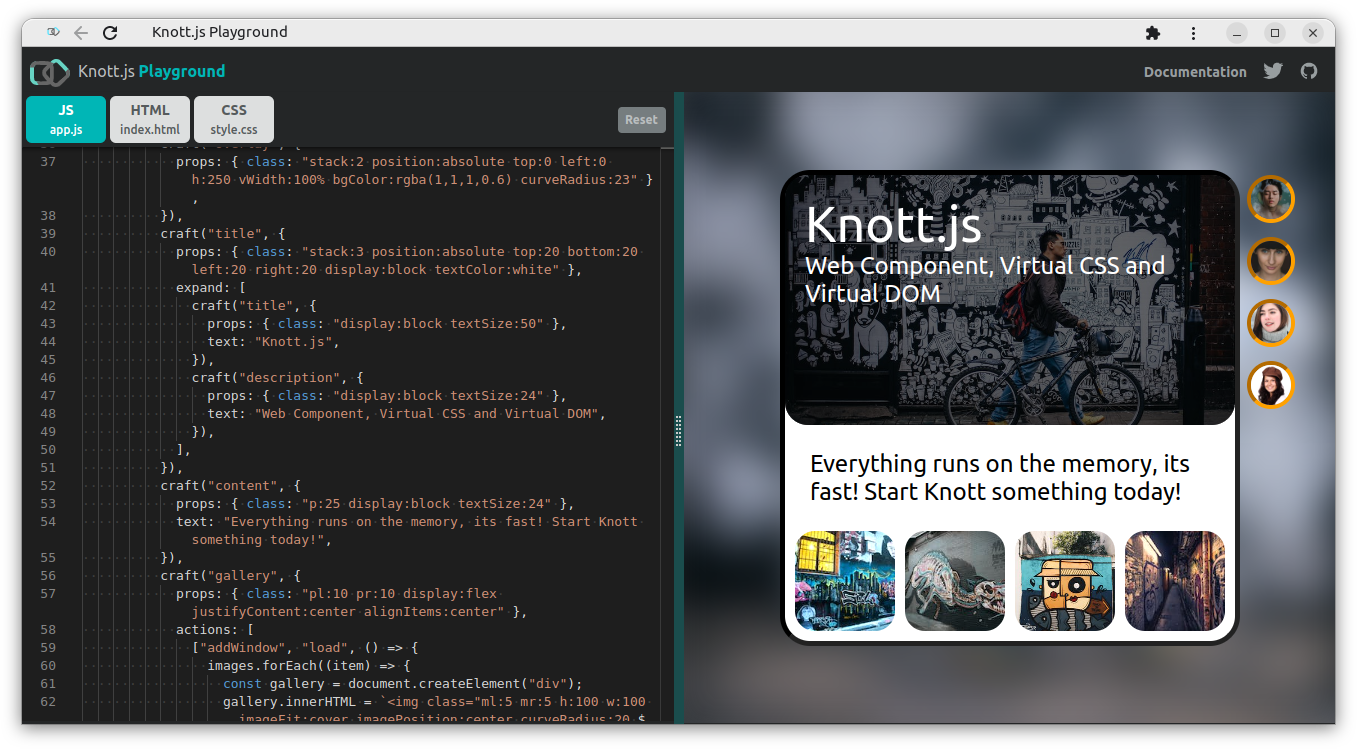 Knott.js Playground
Knott.js Playground
Documentation
JS
app.js
HTML
index.html
CSS
style.css
Reset
37 props: { class: "stack:2 position:absolute top:0 left:0
h:250 vWidth:100% bgColor:rgba(1,1,1,0.6) curveRadius:23" }
,
38 }),
39 craft("title", {
40 props: { class: "stack:3 position:absolute top:20 bottom:20
left:20 right:20 display:block textColor:white" },
41 expand: [
42 craft("title", {
43 props: { class: "display:block textSize:50" },
44 text: "Knott.js",
45 }),
46 craft("description", {
47 props: { class: "display:block textSize:24" },
48 text: "Web Component, Virtual CSS and Virtual DOM",
49 }),
50 ],
51 }),
52 craft("content", {
53 props: { class: "p:25 display:block textSize:24" },
54 text: "Everything runs on the memory, its fast! Start Knott
something today!",
55 }),
56 craft("gallery", {
57 props: { class: "pl:10 pr:10 display:flex
justifyContent:center alignItems:center" },
58 actions: [
59 ["addWindow", "load", () => {
60 images.forEach((item) => {
61 const gallery = document.createElement("div");
62 gallery.innerHTML = `<img class="ml:5 mr:5 h:100 w:100
imageFit:cover imagePosition:center curveRadius:20 $
Knott.js
Web Component, Virtual CSS and
Virtual DOM
Everything runs on the memory, its
fast! Start Knott something today!